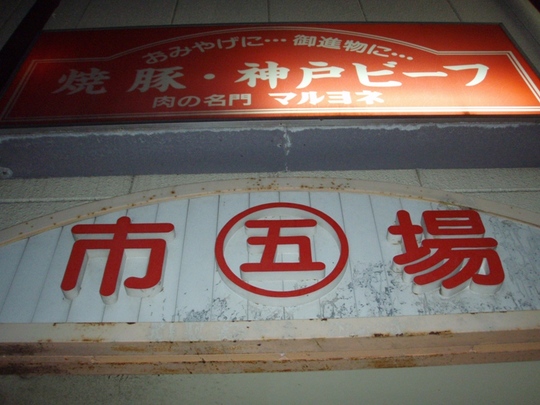 おみやげに…御進物に…
焼豚・神戸ビーフ
肉の名門 マルヨネ
市 五 場